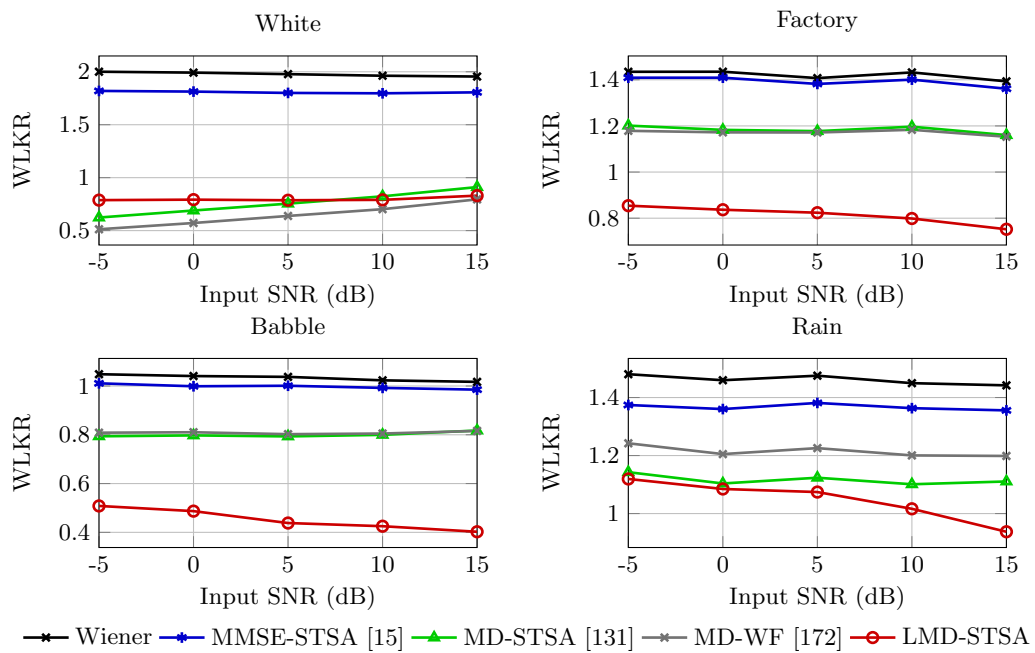 White
Factory
WLKR
2
1.5
1
0.5
-5 0 5 10 15
Input SNR (dB)
WLKR
1.4
1.2
1
0.8
-5 0 5 10 15
Input SNR (dB)
Babble
Rain
WLKR
1
0.8
0.6
0.4
-5 0 5 10 15
Input SNR (dB)
WLKR
1.4
1.2
1
-5 0 5 10 15
Input SNR (dB)
Wiener MMSE-STSA [15] MD-STSA [131] MD-WF [172] LMD-STSA